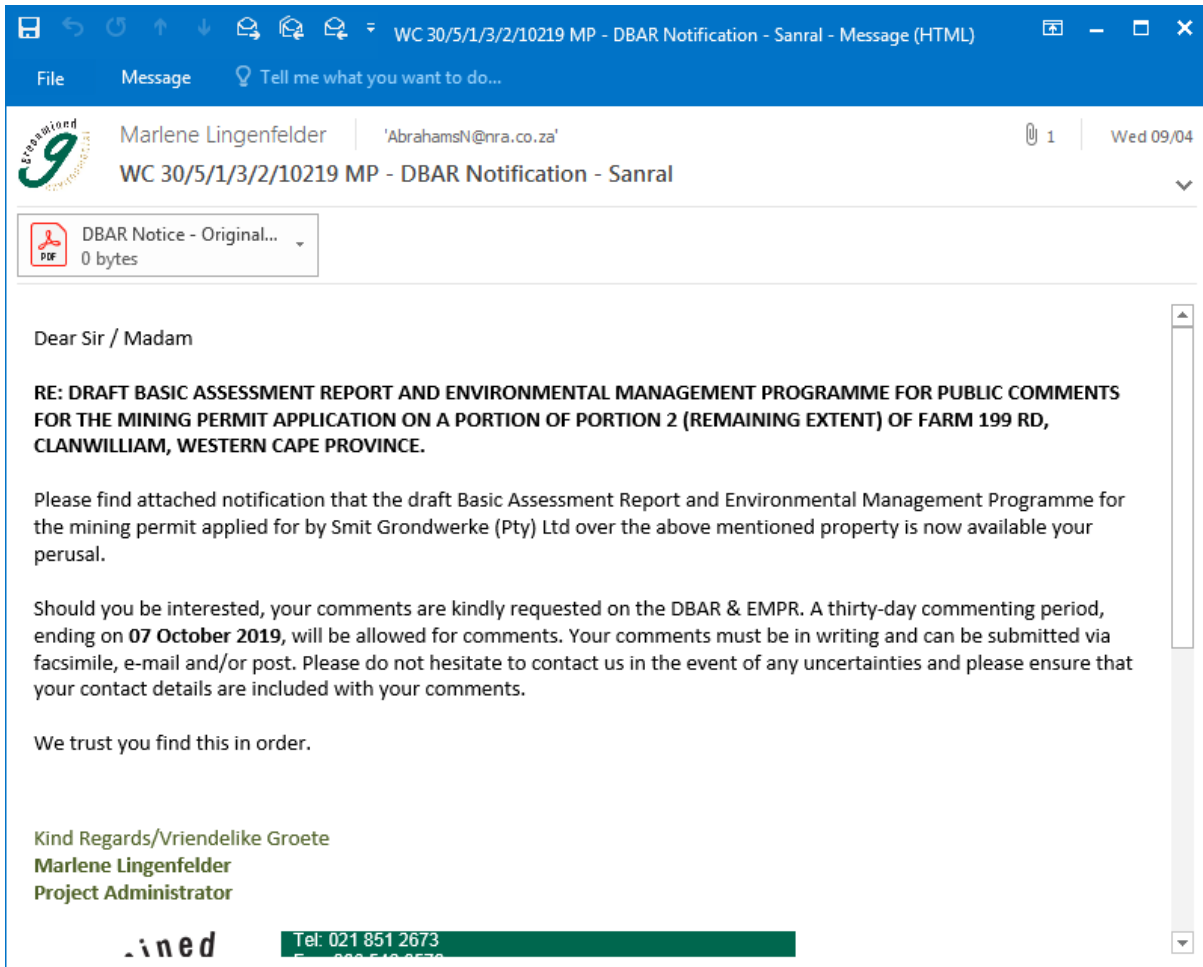 WC 30/5/1/3/2/10219 MP - DBAR Notification - Sanral - Message (HTML)
File Message Tell me what you want to do...
greenmined
g
Marlene Lingenfelder 'AbrahamsN@nra.co.za' 1 Wed 09/04
WC 30/5/1/3/2/10219 MP - DBAR Notification - Sanral
PDF
DBAR Notice - Original...
0 bytes
Dear Sir / Madam
RE: DRAFT BASIC ASSESSMENT REPORT AND ENVIRONMENTAL MANAGEMENT PROGRAMME FOR PUBLIC COMMENTS
FOR THE MINING PERMIT APPLICATION ON A PORTION OF PORTION 2 (REMAINING EXTENT) OF FARM 199 RD,
CLANWILLIAM, WESTERN CAPE PROVINCE.
Please find attached notification that the draft Basic Assessment Report and Environmental Management Programme for
the mining permit applied for by Smit Grondwerke (Pty) Ltd over the above mentioned property is now available your
perusal.
Should you be interested, your comments are kindly requested on the DBAR & EMPR. A thirty-day commenting period,
ending on 07 October 2019, will be allowed for comments. Your comments must be in writing and can be submitted via
facsimile, e-mail and/or post. Please do not hesitate to contact us in the event of any uncertainties and please ensure that
your contact details are included with your comments.
We trust you find this in order.
Kind Regards/Vriendelike Groete
Marlene Lingenfelder
Project Administrator
Tel: 021 851 2673